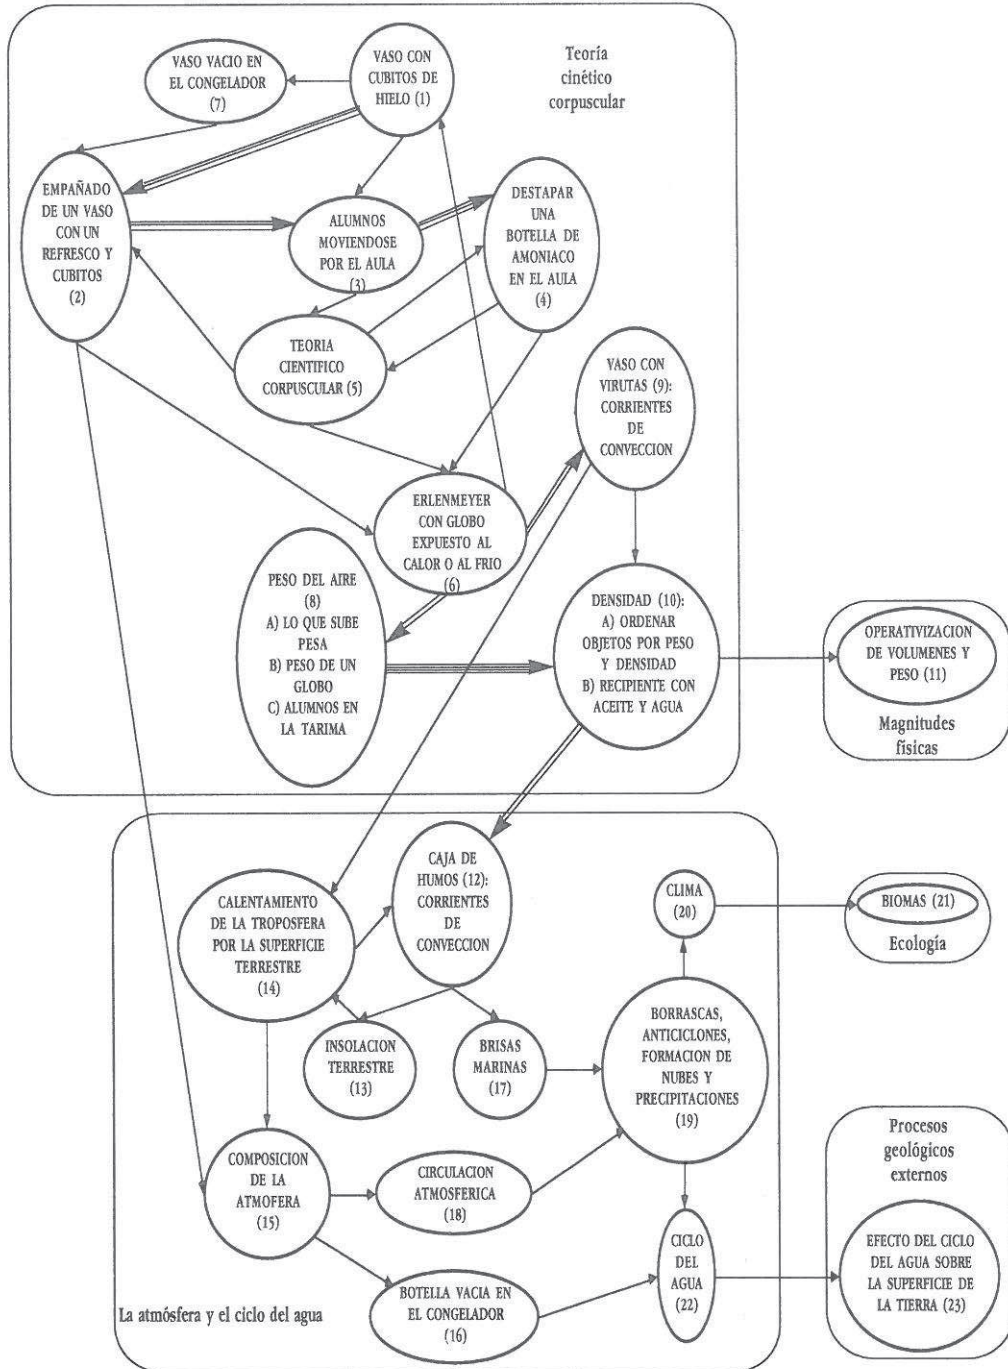 Teoría
cinético
corpuscular
VASO VACIO EN
EL CONGELADOR
(7)
VASO CON
CUBITOS DE
HIELO (1)
EMPAÑADO
DE UN VASO
CON UN
REFRESCO Y
CUBITOS
(2)
ALUMNOS
MOVIENDOSE
POR EL AULA
(3)
DESTAPAR
UNA
BOTELLA DE
AMONIACO
EN EL AULA
(4)
TEORIA
CIENTIFICO
CORPUSCULAR (5)
VASO CON
VIRUTAS (9):
CORRIENTES
DE
CONVECCION
ERLENMEYER
CON GLOBO
EXPUESTO AL
CALOR O AL FRIO
(6)
PESO DEL AIRE
(8)
A) LO QUE SUBE
PESA
B) PESO DE UN
GLOBO
C) ALUMNOS EN
LA TARIMA
DENSIDAD (10):
A) ORDENAR
OBJETOS POR PESO
Y DENSIDAD
B) RECIPIENTE CON
ACEITE Y AGUA
OPERATIVIZACION
DE VOLUMENES Y
PESO (11)
Magnitudes
físicas
CAJA DE
HUMOS (12):
CORRIENTES
DE
CONVECCION
CALENTAMIENTO
DE LA TROPOSFERA
POR LA SUPERFICIE
TERRESTRE
(14)
CLIMA
(20)
BIOMAS (21)
Ecología
INSOLACION
TERRESTRE
(13)
BRISAS
MARINAS
(17)
BORRASCAS,
ANTICICLONES,
FORMACION DE
NUBES Y
PRECIPITACIONES
(19)
COMPOSICION
DE LA
ATMOFERA
(15)
CIRCULACION
ATMOSFERICA
(18)
Procesos
geológicos
externos
CICLO
DEL
AGUA
(22)
EFECTO DEL CICLO
DEL AGUA SOBRE
LA SUPERFICIE DE
LA TIERRA (23)
BOTELLA VACIA EN
EL CONGELADOR
(16)
La atmósfera y el ciclo del agua